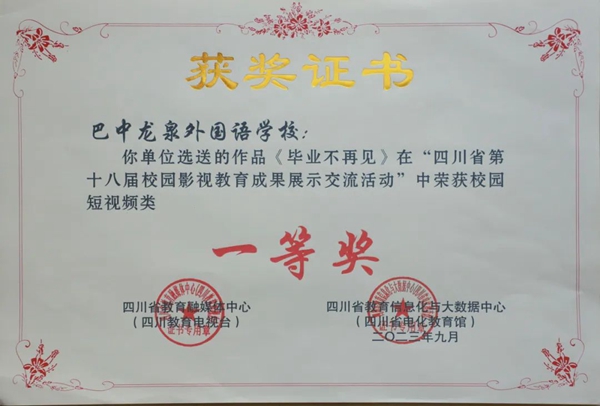 获奖证书
巴中龙泉外国语学校：
你单位选送的作品《毕业不再见》在“四川省第
十八届校园影视教育成果展示交流活动”中荣获校园
短视频类
一等奖
四川省教育融媒体中心
（四川教育电视台）
证书专用章
四川省教育信息化与大数据中心
（四川省电化教育馆）
二〇二三年九月